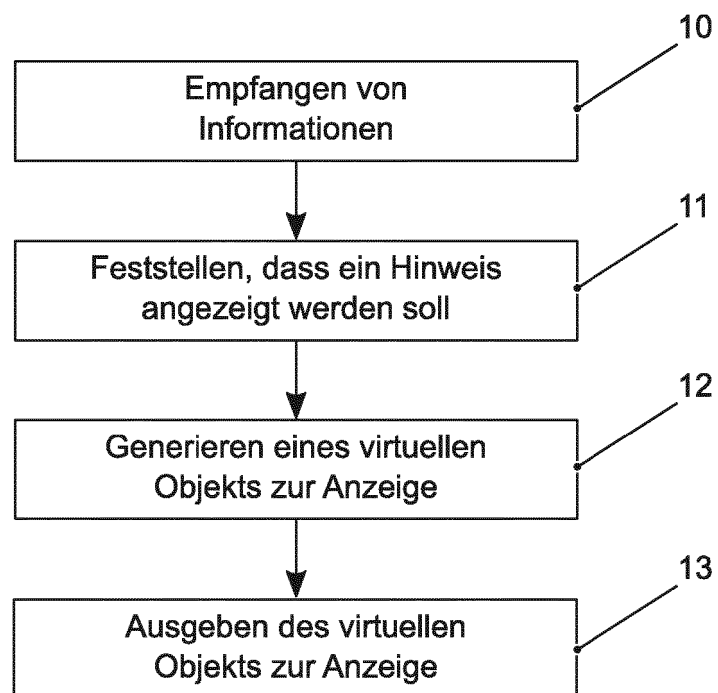 10
Empfangen von
Informationen
11
Feststellen, dass ein Hinweis
angezeigt werden soll
12
Generieren eines virtuellen
Objekts zur Anzeige
13
Ausgeben des virtuellen
Objekts zur Anzeige